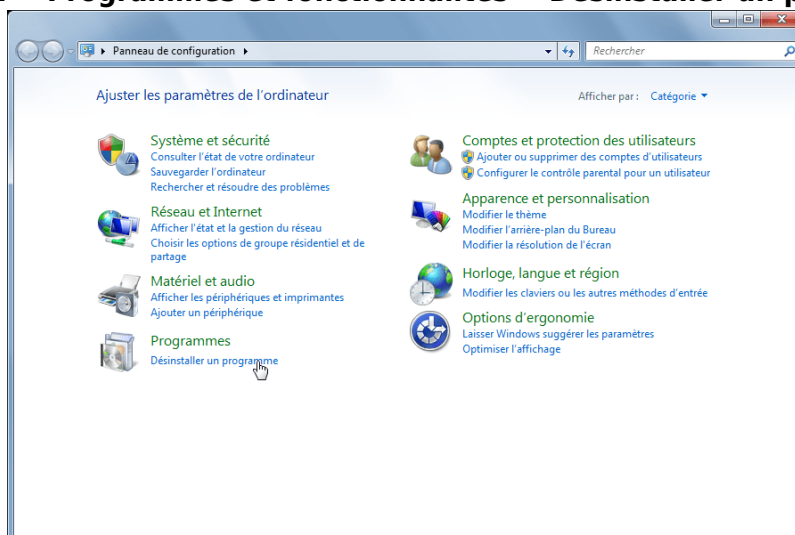 Programmes et fonctionnalités
Désinstaller un
Panneau de configuration
Rechercher
Ajuster les paramètres de l'ordinateur
Afficher par : Catégorie
Système et sécurité
Consulter l'état de votre ordinateur
Sauvegarder l'ordinateur
Rechercher et résoudre des problèmes
Réseau et Internet
Afficher l'état et la gestion du réseau
Choisir les options de groupe résidentiel et de
partage
Matériel et audio
Afficher les périphériques et imprimantes
Ajouter un périphérique
Programmes
Désinstaller un programme
Comptes et protection des utilisateurs
Ajouter ou supprimer des comptes d'utilisateurs
Configurer le contrôle parental pour un utilisateur
Apparence et personnalisation
Modifier le thème
Modifier l'arrière-plan du Bureau
Modifier la résolution de l'écran
Horloge, langue et région
Modifier les claviers ou les autres méthodes d'entrée
Options d'ergonomie
Laisser Windows suggérer les paramètres
Optimiser l'affichage